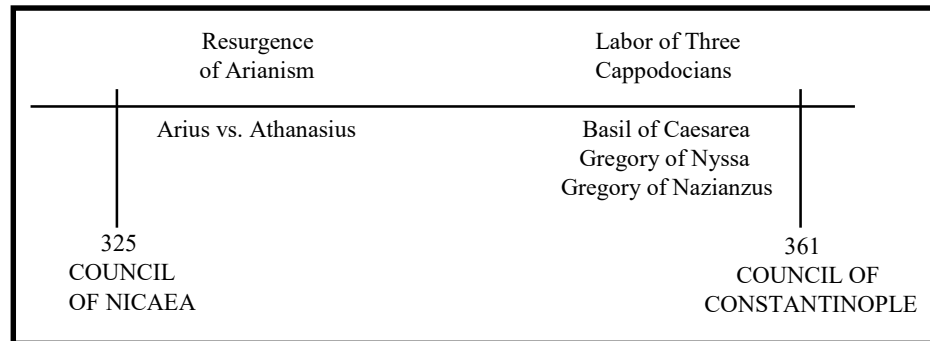 Resurgence
of Arianism
Labor of Three
Cappodocians
Arius vs. Athanasius
Basil of Caesarea
Gregory of Nyssa
Gregory of Nazianzus
325
COUNCIL
OF NICAEA
361
COUNCIL OF
CONSTANTINOPLE